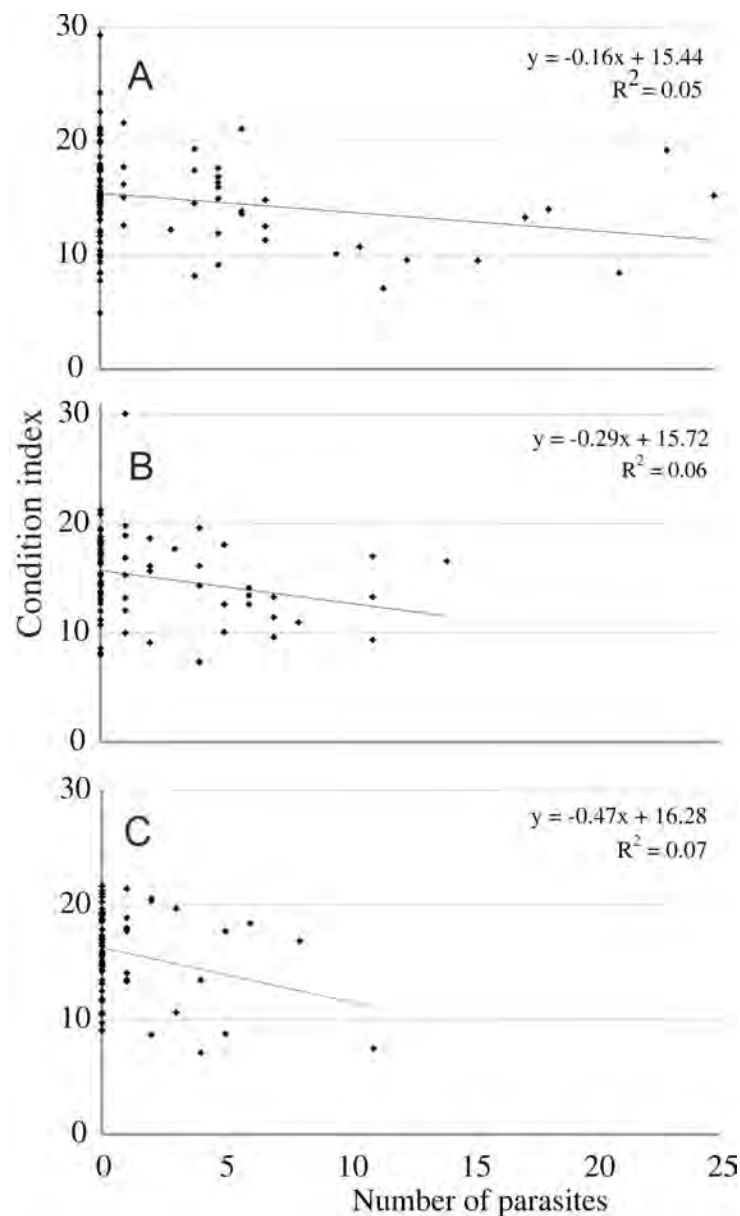 30
A
y = -0.16x + 15.44
R2 = 0.05
20
10
0
30
B
y = -0.29x + 15.72
R2 = 0.06
20
10
0
Condition index
30
C
y = -0.47x + 16.28
R2 = 0.07
20
10
0
0 5 10 15 20 25
Number of parasites